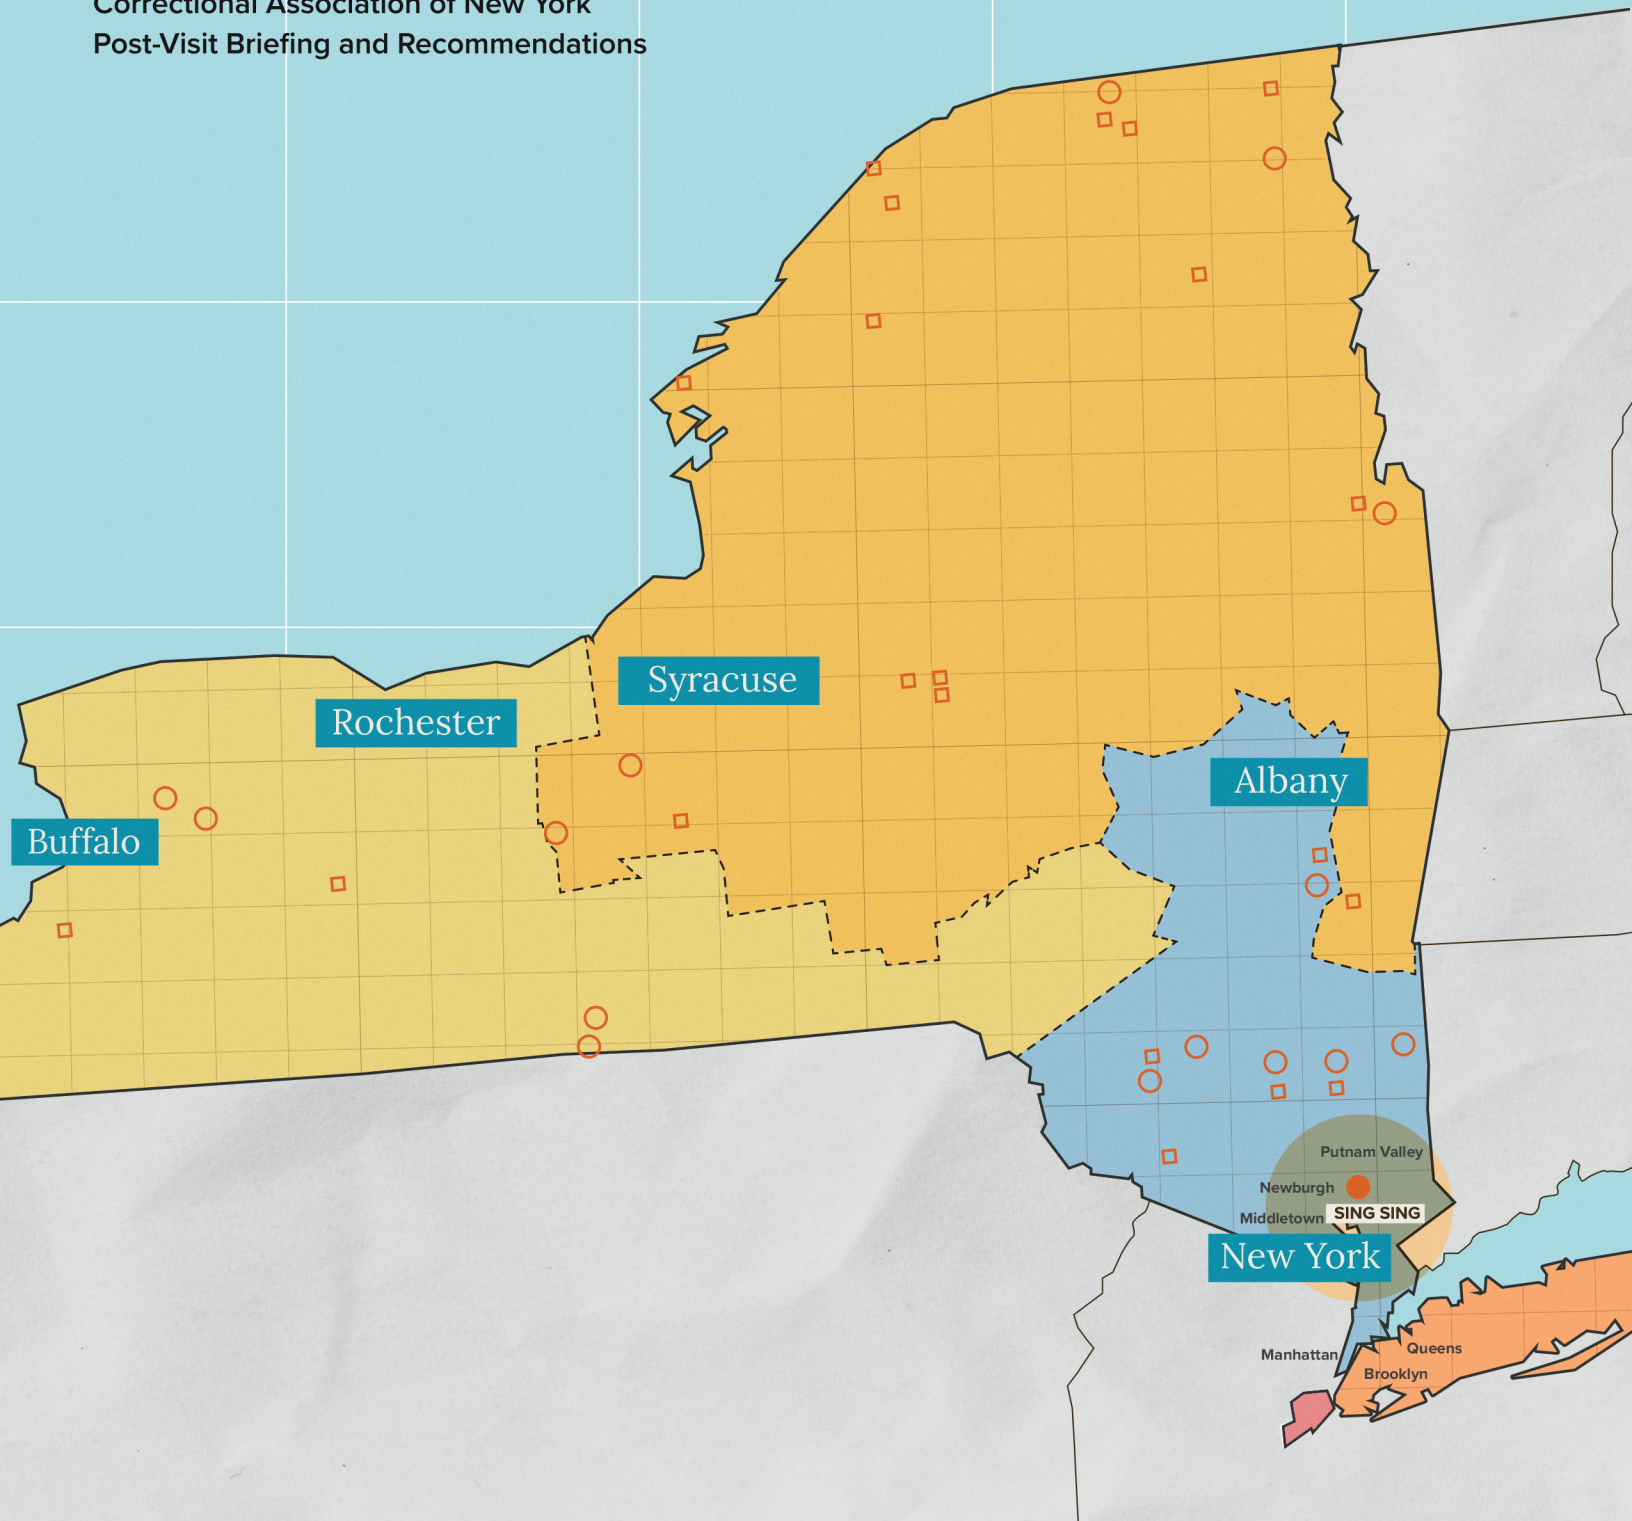 Correctional Association of New York
Post-Visit Briefing and Recommendations
Syracuse
Rochester
Albany
Buffalo
Putnam Valley
Newburgh
SING SING
Middletown
New York
Manhattan
Queens
Brooklyn